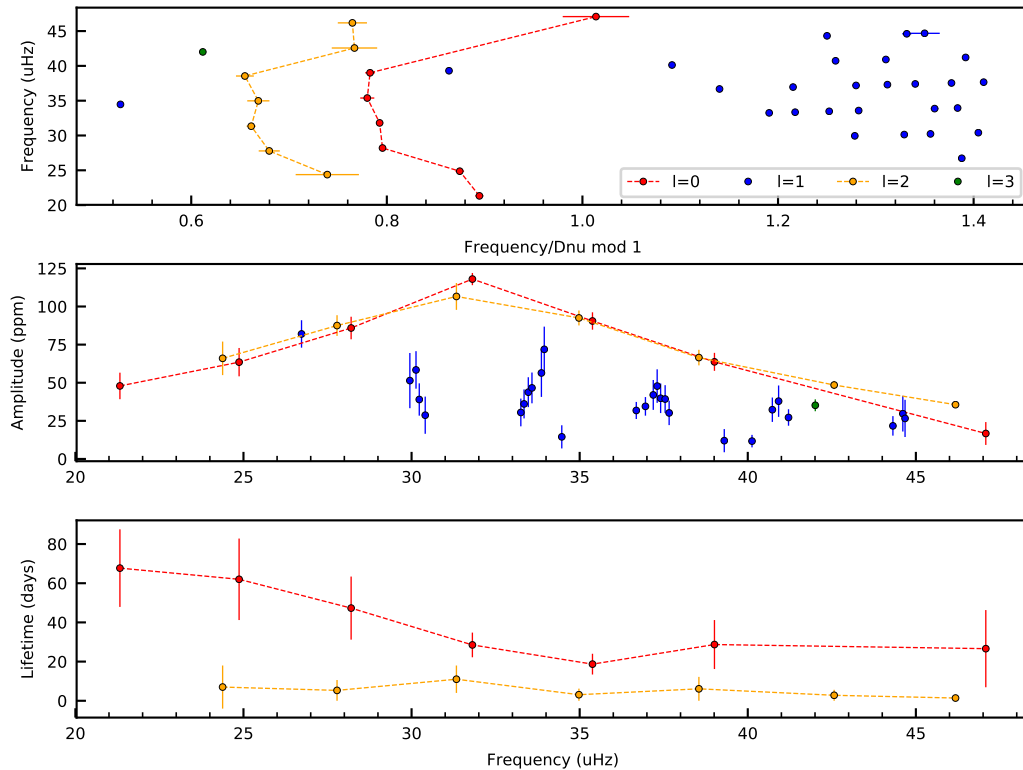 Frequency (uHz)
45
40
35
30
25
20
l=0 l=1 l=2 l=3
0.6 0.8 1.0 1.2 1.4
Frequency/Dnu mod 1
Amplitude (ppm)
125
100
75
50
25
0
20 25 30 35 40 45
Lifetime (days)
80
60
40
20
0
20 25 30 35 40 45
Frequency (uHz)